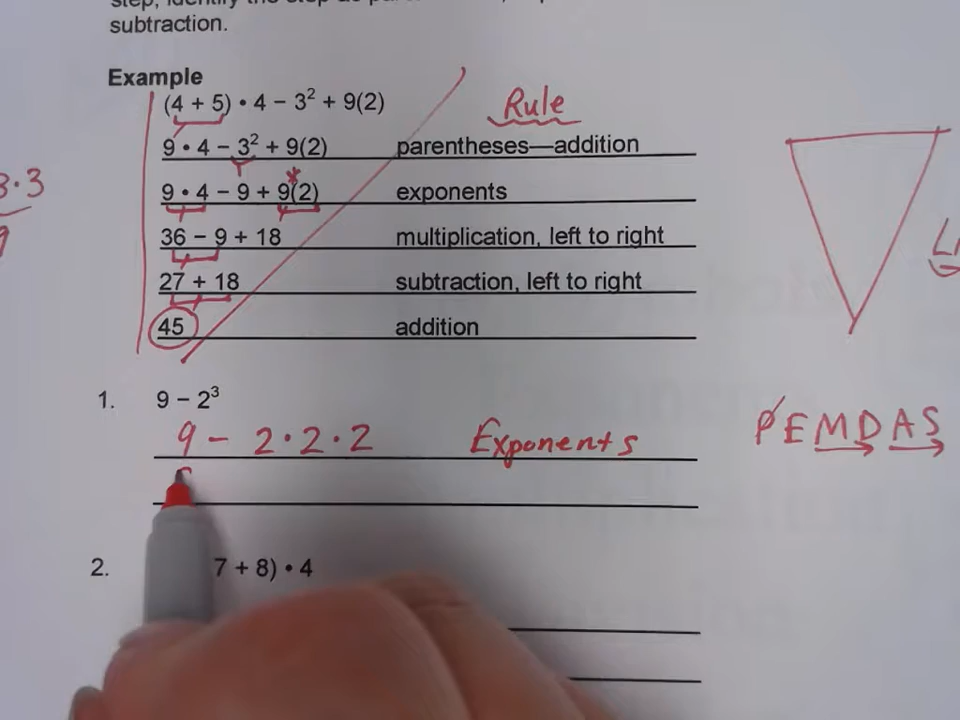 subtraction.
Example
(4 + 5) • 4 − 3² + 9(2)
Rule
9 • 4 − 3² + 9(2) parentheses—addition
9 • 4 − 9 + 9(2) exponents
36 − 9 + 18 multiplication, left to right
27 + 18 subtraction, left to right
45 addition
3·3
1. 9 − 2³
9 − 2·2·2 Exponents
PEMDAS
2. 7 + 8) • 4